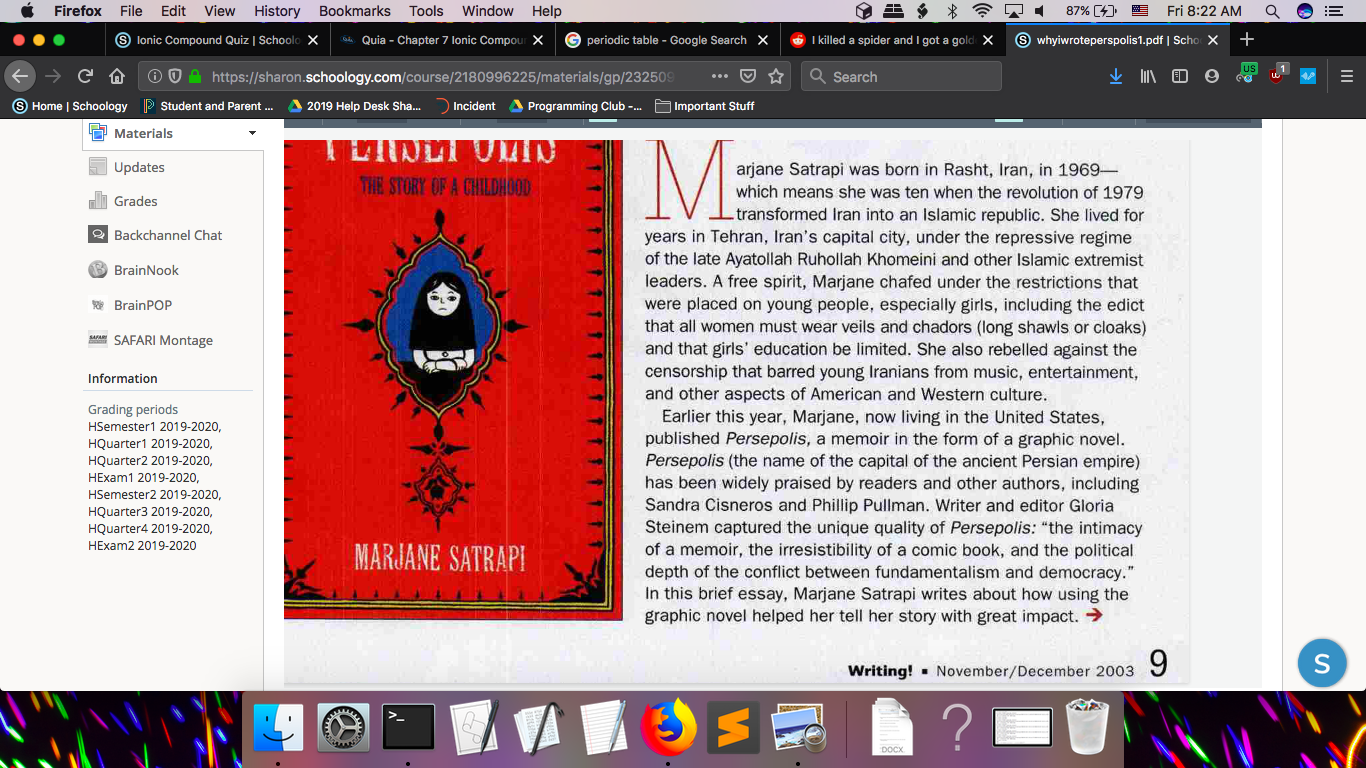 Firefox File Edit View History Bookmarks Tools Window Help 87% Fri 8:22 AM
Ionic Compound Quiz | Schoolo
Quia - Chapter 7 Ionic Compou
periodic table - Google Search
I killed a spider and I got a gold
whyiwroteperspolis1.pdf | Scho
https://sharon.schoology.com/course/2180996225/materials/gp/232509
Search
US
1
Home | Schoology
Student and Parent ...
2019 Help Desk Sha...
Incident
Programming Club -...
Important Stuff
Materials
Updates
Grades
Backchannel Chat
BrainNook
BrainPOP
SAFARI Montage
Information
Grading periods
HSemester1 2019-2020,
HQuarter1 2019-2020,
HQuarter2 2019-2020,
HExam1 2019-2020,
HSemester2 2019-2020,
HQuarter3 2019-2020,
HQuarter4 2019-2020,
HExam2 2019-2020
PERSEPOLIS
THE STORY OF A CHILDHOOD
MARJANE SATRAPI
Marjane Satrapi was born in Rasht, Iran, in 1969—
which means she was ten when the revolution of 1979
transformed Iran into an Islamic republic. She lived for
years in Tehran, Iran's capital city, under the repressive regime
of the late Ayatollah Ruhollah Khomeini and other Islamic extremist
leaders. A free spirit, Marjane chafed under the restrictions that
were placed on young people, especially girls, including the edict
that all women must wear veils and chadors (long shawls or cloaks)
and that girls' education be limited. She also rebelled against the
censorship that barred young Iranians from music, entertainment,
and other aspects of American and Western culture.
Earlier this year, Marjane, now living in the United States,
published Persepolis, a memoir in the form of a graphic novel.
Persepolis (the name of the capital of the ancient Persian empire)
has been widely praised by readers and other authors, including
Sandra Cisneros and Phillip Pullman. Writer and editor Gloria
Steinem captured the unique quality of Persepolis: "the intimacy
of a memoir, the irresistibility of a comic book, and the political
depth of the conflict between fundamentalism and democracy."
In this brief essay, Marjane Satrapi writes about how using the
graphic novel helped her tell her story with great impact. →
Writing! ▪ November/December 2003 9
S
DOCX